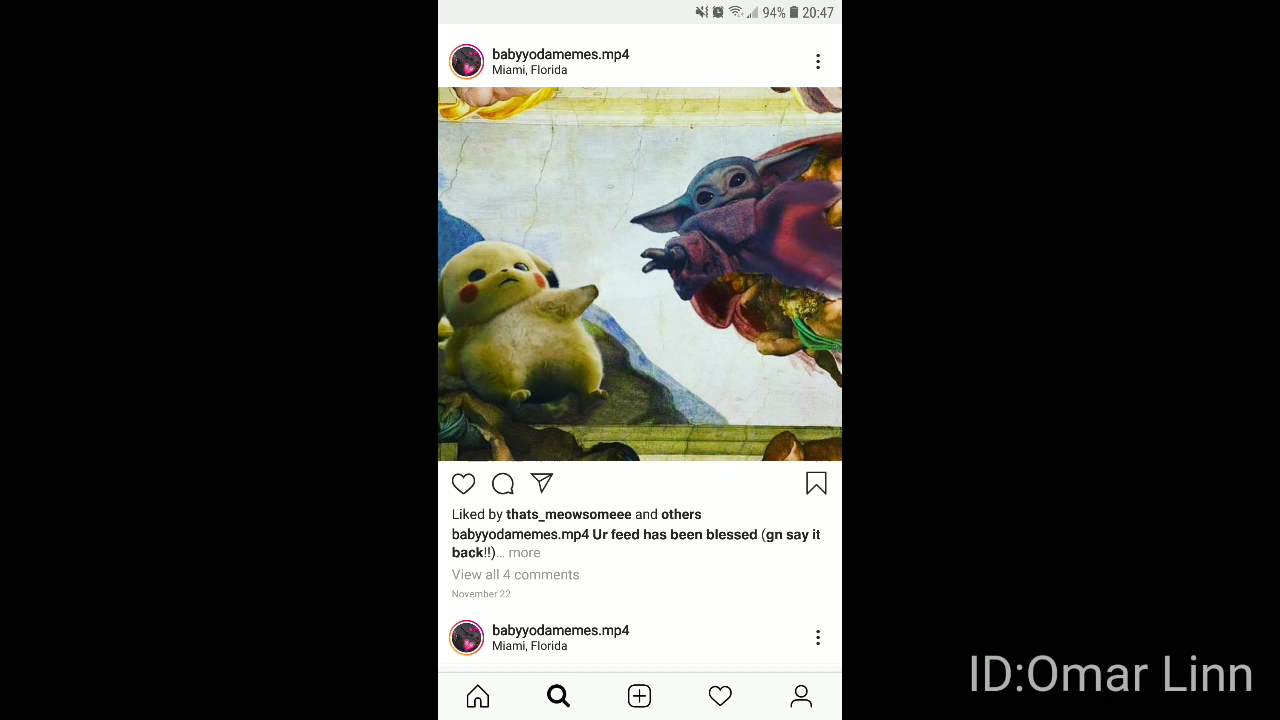 94% 20:47
babyyodamemes.mp4
Miami, Florida
Liked by thats_meowsomeee and others
babyyodamemes.mp4 Ur feed has been blessed (gn say it
back!!)... more
View all 4 comments
November 22
babyyodamemes.mp4
Miami, Florida
ID:Omar Linn